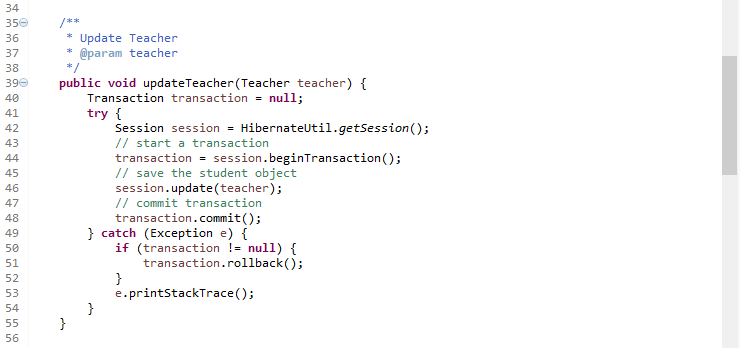 34
35 /**
36 * Update Teacher
37 * @param teacher
38 */
39 public void updateTeacher(Teacher teacher) {
40 Transaction transaction = null;
41 try {
42 Session session = HibernateUtil.getSession();
43 // start a transaction
44 transaction = session.beginTransaction();
45 // save the student object
46 session.update(teacher);
47 // commit transaction
48 transaction.commit();
49 } catch (Exception e) {
50 if (transaction != null) {
51 transaction.rollback();
52 }
53 e.printStackTrace();
54 }
55 }
56